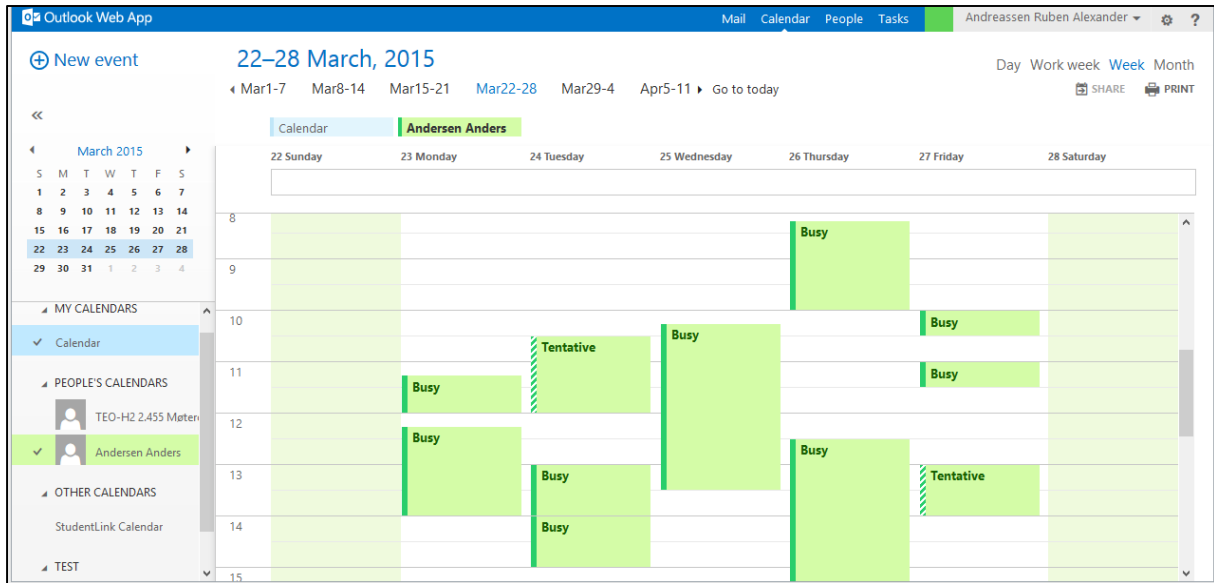 Outlook Web App Mail Calendar People Tasks Andreassen Ruben Alexander ?
New event
22–28 March, 2015
Day Work week Week Month
Mar1-7 Mar8-14 Mar15-21 Mar22-28 Mar29-4 Apr5-11 Go to today
SHARE PRINT
«
Calendar Andersen Anders
March 2015
S M T W T F S
1 2 3 4 5 6 7
8 9 10 11 12 13 14
15 16 17 18 19 20 21
22 23 24 25 26 27 28
29 30 31 1 2 3 4
MY CALENDARS
Calendar
PEOPLE'S CALENDARS
TEO-H2 2.455 Møter
Andersen Anders
OTHER CALENDARS
StudentLink Calendar
TEST
22 Sunday 23 Monday 24 Tuesday 25 Wednesday 26 Thursday 27 Friday 28 Saturday
8
Busy
9
10
Busy
Busy
Tentative
11
Busy
Busy
12
Busy
Busy
13
Busy
Tentative
14
Busy
15